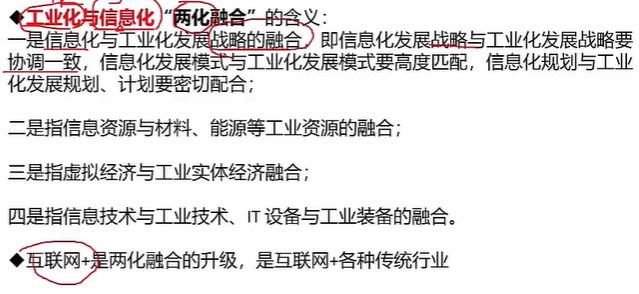 ◆工业化与信息化“两化融合”的含义：
一是信息化与工业化发展战略的融合，即信息化发展战略与工业化发展战略要
协调一致，信息化发展模式与工业化发展模式要高度匹配，信息化规划与工业
化发展规划、计划要密切配合；
二是指信息资源与材料、能源等工业资源的融合；
三是指虚拟经济与工业实体经济融合；
四是指信息技术与工业技术、IT 设备与工业装备的融合。
◆互联网+是两化融合的升级，是互联网+各种传统行业